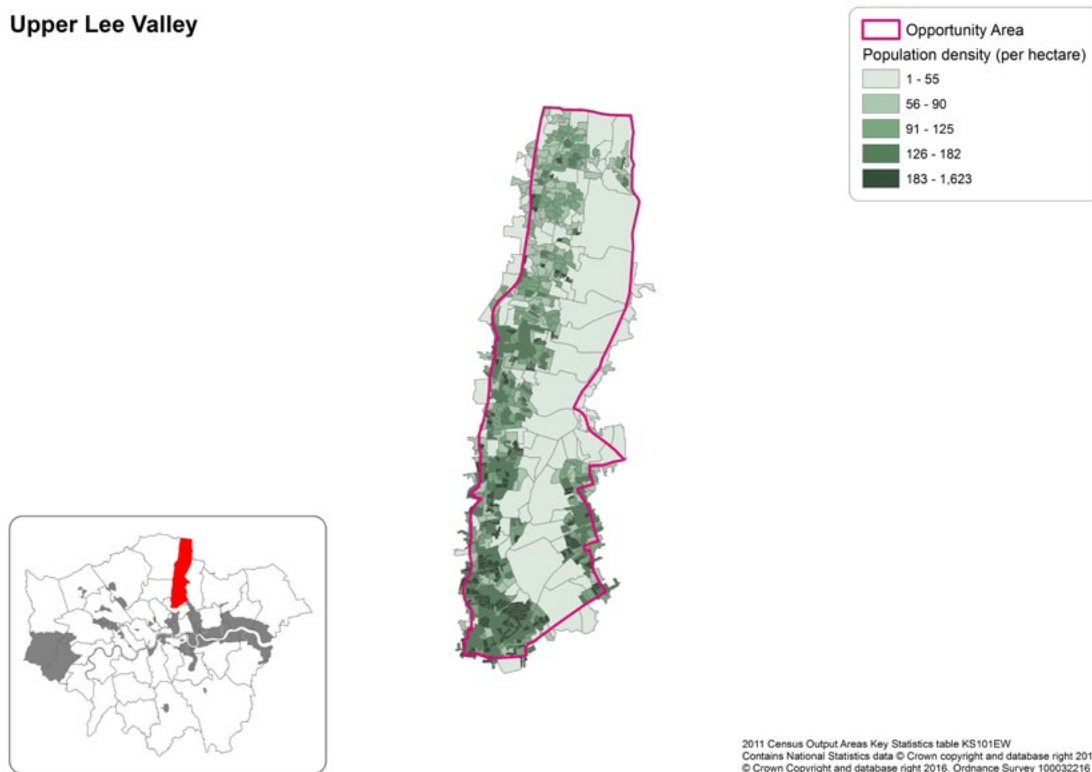 Upper Lee Valley
Opportunity Area
Population density (per hectare)
1 - 55
56 - 90
91 - 125
126 - 182
183 - 1,623
2011 Census Output Areas Key Statistics table KS101EW
Contains National Statistics data © Crown copyright and database right 201
© Crown Copyright and database right 2016. Ordnance Survey 100032216